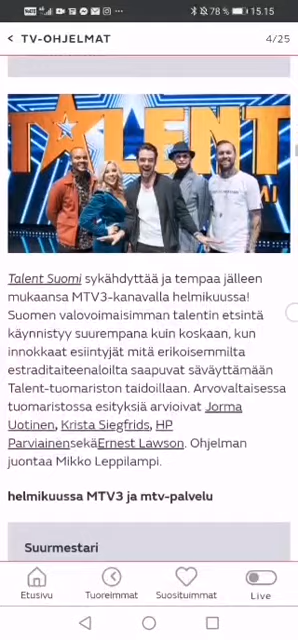 78 % 15.15
< TV-OHJELMAT 4/25
TALENT
Talent Suomi sykähdyttää ja tempaa jälleen
mukaansa MTV3-kanavalla helmikuussa!
Suomen valovoimaisimman talentin etsintä
käynnistyy suurempana kuin koskaan, kun
innokkaat esiintyjät mitä erikoisemmilta
estraditaiteenaloilta saapuvat säväyttämään
Talent-tuomariston taidoillaan. Arvovaltaisessa
tuomaristossa esityksiä arvioivat Jorma
Uotinen, Krista Siegfrids, HP
ParviainensekäErnest Lawson. Ohjelman
juontaa Mikko Leppilampi.
helmikuussa MTV3 ja mtv-palvelu
Suurmestari
Etusivu Tuoreimmat Suosituimmat Live